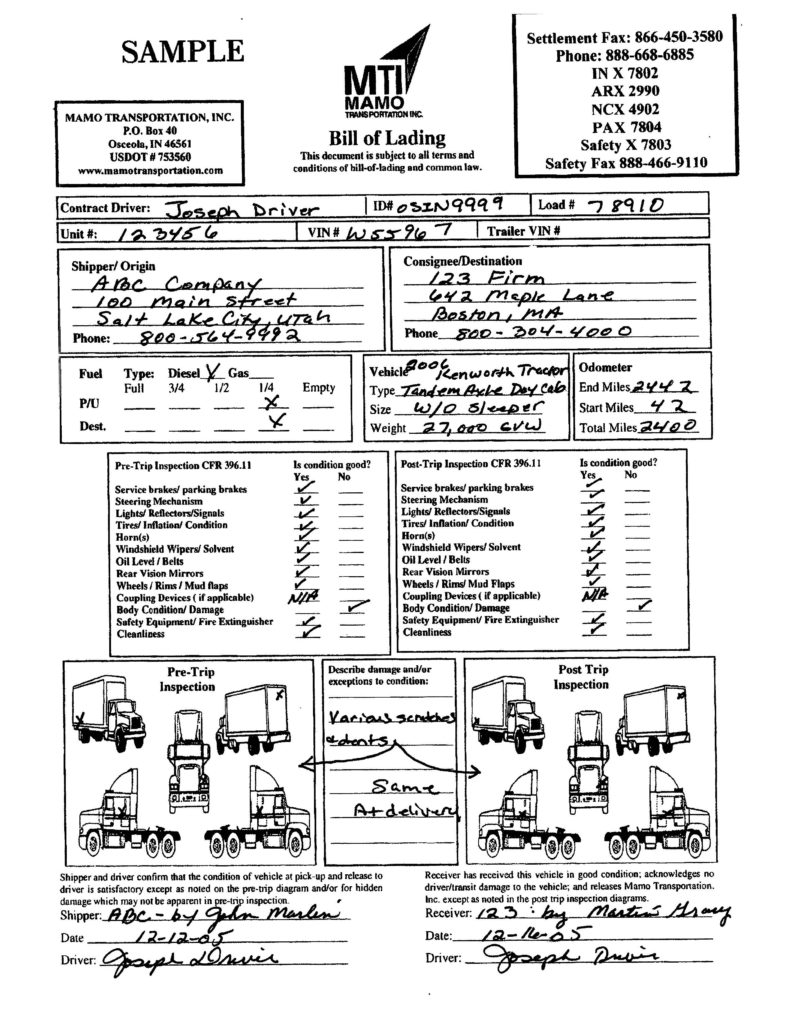 SAMPLE
MTI
MAMO
TRANSPORTATION INC.
Settlement Fax: 866-450-3580
Phone: 888-668-6885
IN X 7802
ARX 2990
NCX 4902
PAX 7804
Safety X 7803
Safety Fax 888-466-9110
MAMO TRANSPORTATION, INC.
P.O. Box 40
Osceola, IN 46561
USDOT # 753560
www.mamotransportation.com
Bill of Lading
This document is subject to all terms and
conditions of bill-of-lading and common law.
Contract Driver: Joseph Driver ID# OSIN9999 Load # 78910
Unit #: 123456 VIN # W55967 Trailer VIN #
Shipper/ Origin
ABC Company
100 Main Street
Salt Lake City, UTah
Phone: 800-564-9992
Consignee/Destination
123 Firm
642 Maple Lane
Boston, MA
Phone 800-304-4000
Fuel Type: Diesel ✓ Gas
Full 3/4 1/2 1/4 Empty
P/U X
Dest. X
Vehicle 2006 Kenworth Tractor
Type Tandem Axle Day Cab
Size W/O Sleeper
Weight 27,000 GVW
Odometer
End Miles 2442
Start Miles 42
Total Miles 2400
Pre-Trip Inspection CFR 396.11 Is condition good?
Yes No
Service brakes/ parking brakes ✓
Steering Mechanism ✓
Lights/ Reflectors/Signals ✓
Tires/ Inflation/ Condition ✓
Horn(s) ✓
Windshield Wipers/ Solvent ✓
Oil Level / Belts ✓
Rear Vision Mirrors ✓
Wheels / Rims/ Mud flaps ✓
Coupling Devices ( if applicable) N/A
Body Condition/ Damage ✓
Safety Equipment/ Fire Extinguisher ✓
Cleanliness ✓
Post-Trip Inspection CFR 396.11 Is condition good?
Yes No
Service brakes/ parking brakes ✓
Steering Mechanism ✓
Lights/ Reflectors/Signals ✓
Tires/ Inflation/ Condition ✓
Horn(s) ✓
Windshield Wipers/ Solvent ✓
Oil Level / Belts ✓
Rear Vision Mirrors ✓
Wheels / Rims/ Mud Flaps ✓
Coupling Devices ( if applicable) N/A
Body Condition/ Damage ✓
Safety Equipment/ Fire Extinguisher ✓
Cleanliness ✓
Pre-Trip
Inspection
Describe damage and/or
exceptions to condition:
Various scratches
& dents
Same
At delivery
Post Trip
Inspection
Shipper and driver confirm that the condition of vehicle at pick-up and release to
driver is satisfactory except as noted on the pre-trip diagram and/or for hidden
damage which may not be apparent in pre-trip inspection.
Shipper: ABC - by John Marlin
Date 12-12-05
Driver: Joseph Driver
Receiver has received this vehicle in good condition; acknowledges no
driver/transit damage to the vehicle; and releases Mamo Transportation.
Inc. except as noted in the post trip inspection diagrams.
Receiver: 123 : by Martin Gracy
Date: 12-16-05
Driver: Joseph Driver